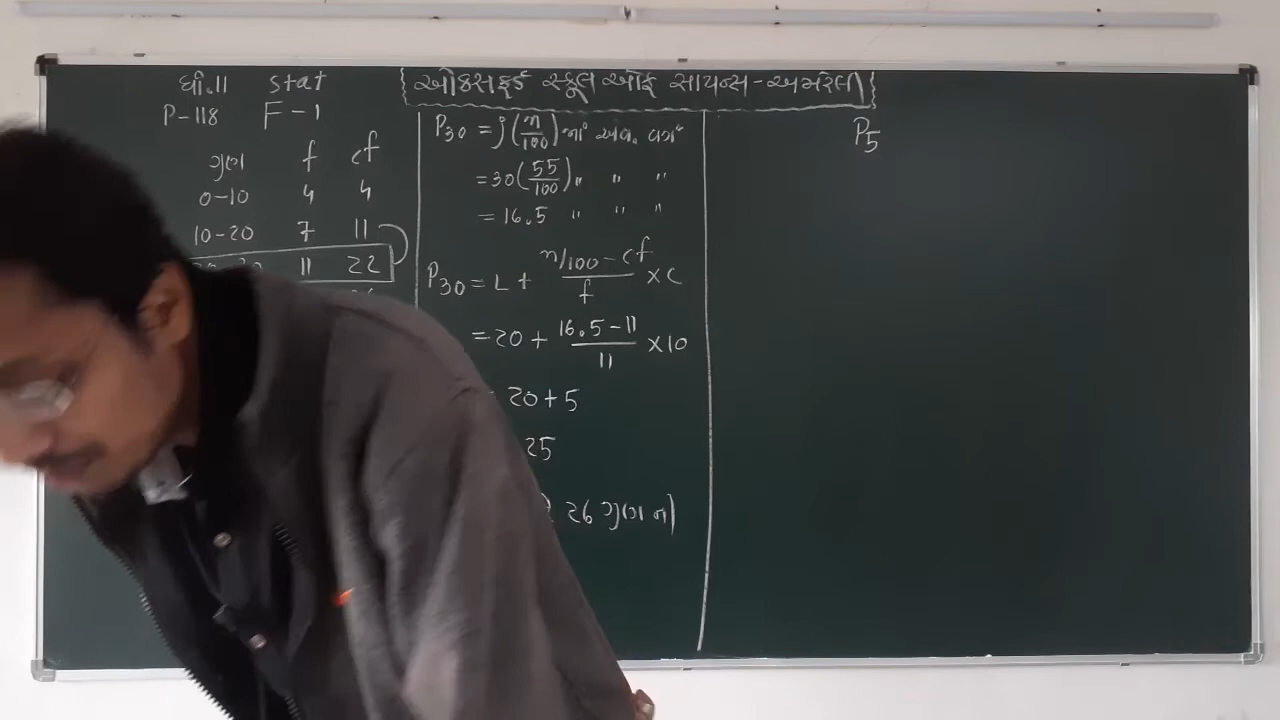 ધો.11 stat
{ઓક્સફર્ડ સ્કૂલ ઓફ સાયન્સ-અમરેલી}
P-118 F-1
ગુણ f cf
0-10 4 4
10-20 7 11
11 22
P30 = j(n/100) માં અવ. વર્ગ
= 30(55/100) " " "
= 16.5 " " "
P30 = L + n/100 - cf / f × c
= 20 + 16.5-11 / 11 × 10
20+5
25
26 ગુણ ન
P5